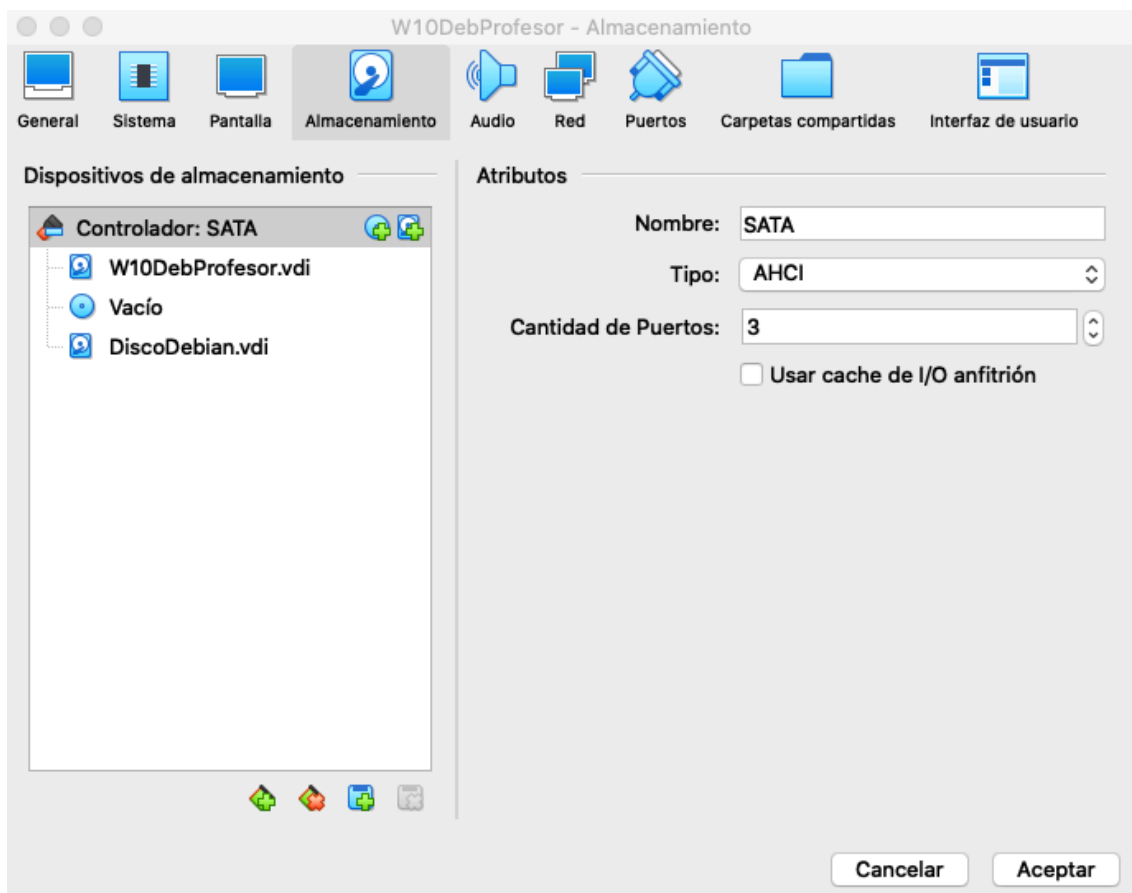 W10DebProfesor - Almacenamiento
General Sistema Pantalla Almacenamiento Audio Red Puertos Carpetas compartidas Interfaz de usuario
Dispositivos de almacenamiento
Controlador: SATA
W10DebProfesor.vdi
Vacío
DiscoDebian.vdi
Atributos
Nombre: SATA
Tipo: AHCI
Cantidad de Puertos: 3
Usar cache de I/O anfitrión
Cancelar Aceptar